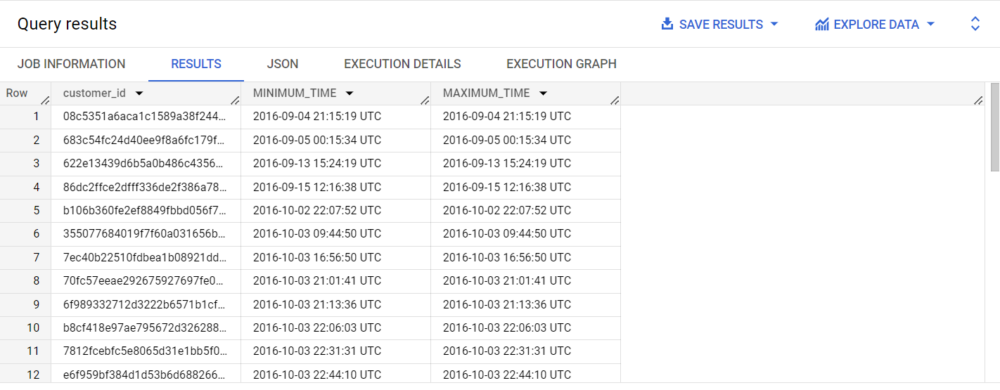 Query results SAVE RESULTS EXPLORE DATA
JOB INFORMATION RESULTS JSON EXECUTION DETAILS EXECUTION GRAPH
Row customer_id MINIMUM_TIME MAXIMUM_TIME
1 08c5351a6aca1c1589a38f244... 2016-09-04 21:15:19 UTC 2016-09-04 21:15:19 UTC
2 683c54fc24d40ee9f8a6fc179f... 2016-09-05 00:15:34 UTC 2016-09-05 00:15:34 UTC
3 622e13439d6b5a0b486c4356... 2016-09-13 15:24:19 UTC 2016-09-13 15:24:19 UTC
4 86dc2ffce2dfff336de2f386a78... 2016-09-15 12:16:38 UTC 2016-09-15 12:16:38 UTC
5 b106b360fe2ef8849fbbd056f7... 2016-10-02 22:07:52 UTC 2016-10-02 22:07:52 UTC
6 355077684019f7f60a031656b... 2016-10-03 09:44:50 UTC 2016-10-03 09:44:50 UTC
7 7ec40b22510fdbea1b08921dd... 2016-10-03 16:56:50 UTC 2016-10-03 16:56:50 UTC
8 70fc57eeae292675927697fe0... 2016-10-03 21:01:41 UTC 2016-10-03 21:01:41 UTC
9 6f989332712d3222b6571b1cf... 2016-10-03 21:13:36 UTC 2016-10-03 21:13:36 UTC
10 b8cf418e97ae795672d326288... 2016-10-03 22:06:03 UTC 2016-10-03 22:06:03 UTC
11 7812fcebfc5e8065d31e1bb5f0... 2016-10-03 22:31:31 UTC 2016-10-03 22:31:31 UTC
12 e6f959bf384d1d53b6d688266... 2016-10-03 22:44:10 UTC 2016-10-03 22:44:10 UTC